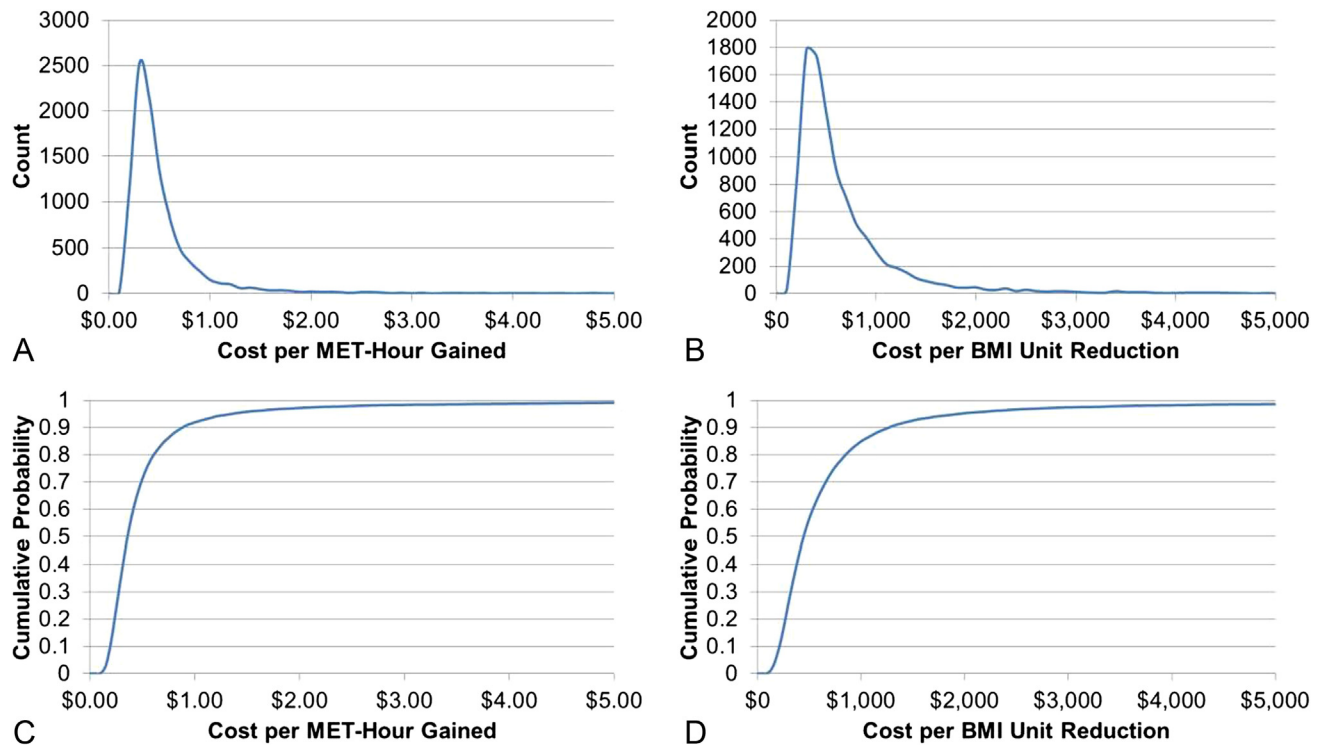 3000
2500
2000
1500
1000
500
0
Count
$0.00 $1.00 $2.00 $3.00 $4.00 $5.00
Cost per MET-Hour Gained
A
2000
1800
1600
1400
1200
1000
800
600
400
200
0
Count
$0 $1,000 $2,000 $3,000 $4,000 $5,000
Cost per BMI Unit Reduction
B
1
0.9
0.8
0.7
0.6
0.5
0.4
0.3
0.2
0.1
0
Cumulative Probability
$0.00 $1.00 $2.00 $3.00 $4.00 $5.00
Cost per MET-Hour Gained
C
1
0.9
0.8
0.7
0.6
0.5
0.4
0.3
0.2
0.1
0
Cumulative Probability
$0 $1,000 $2,000 $3,000 $4,000 $5,000
Cost per BMI Unit Reduction
D